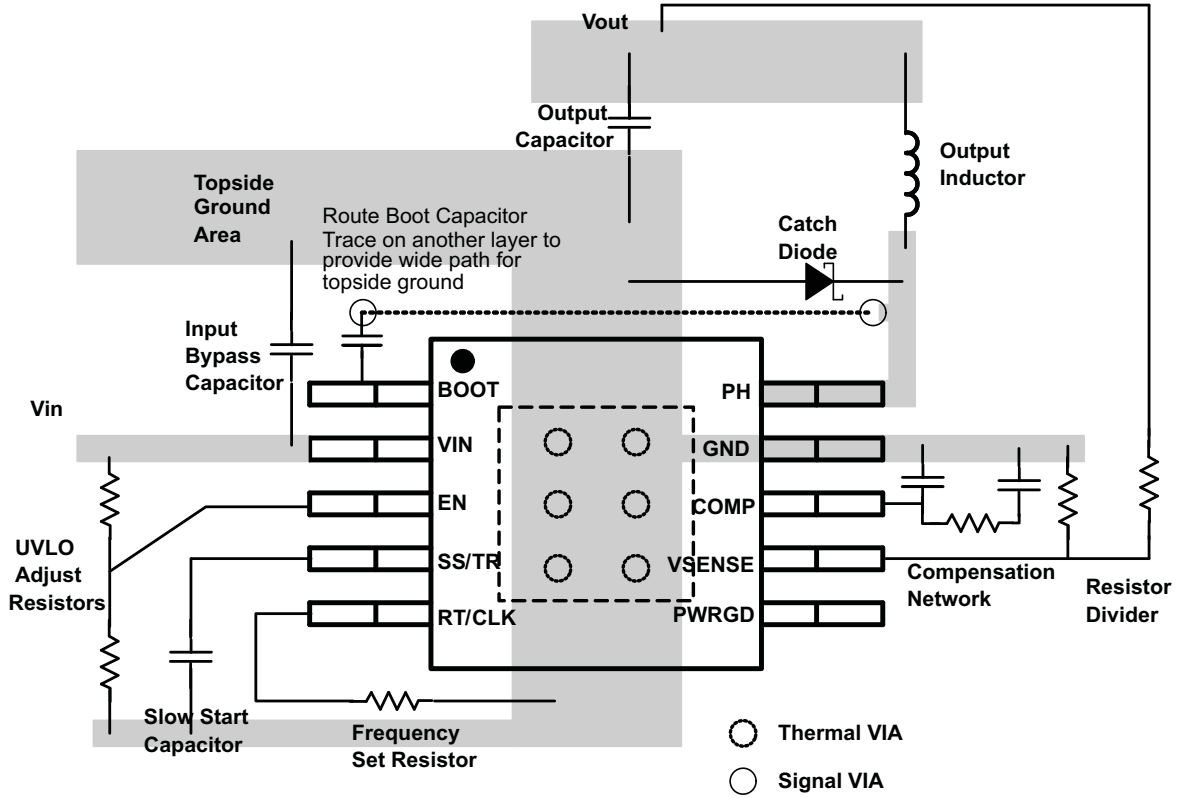 Vout
Output
Capacitor
Output
Inductor
Topside
Ground
Area
Route Boot Capacitor
Trace on another layer to
provide wide path for
topside ground
Catch
Diode
Input
Bypass
Capacitor
Vin
BOOT
VIN
EN
SS/TR
RT/CLK
PH
GND
COMP
VSENSE
PWRGD
UVLO
Adjust
Resistors
Compensation
Network
Resistor
Divider
Slow Start
Capacitor
Frequency
Set Resistor
Thermal VIA
Signal VIA